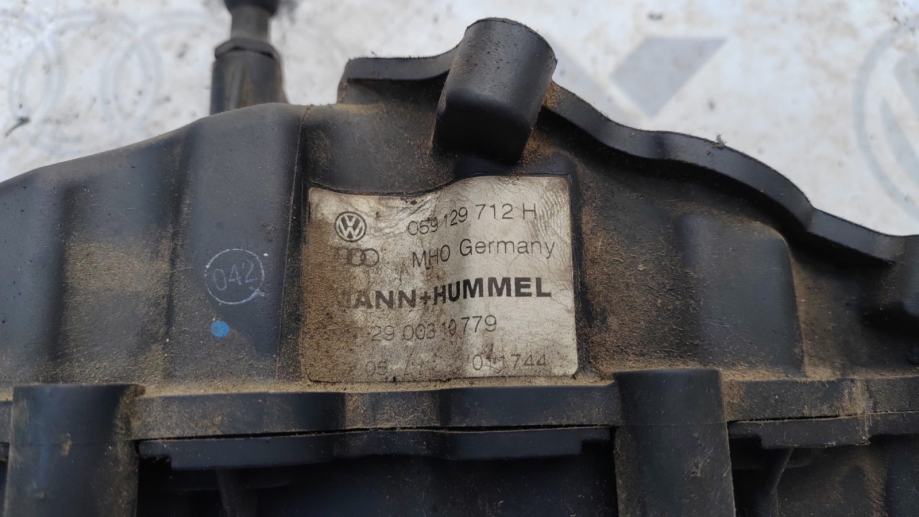 059 129 712 H
MH0 Germany
MANN+HUMMEL
29 003 10 779
042